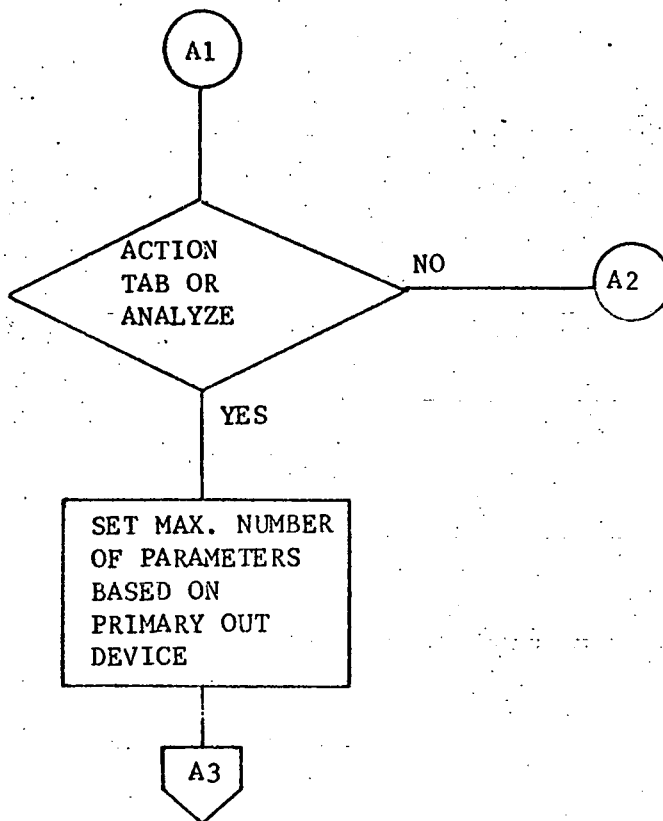 A1
ACTION
TAB OR
ANALYZE
NO
A2
YES
SET MAX. NUMBER
OF PARAMETERS
BASED ON
PRIMARY OUT
DEVICE
A3